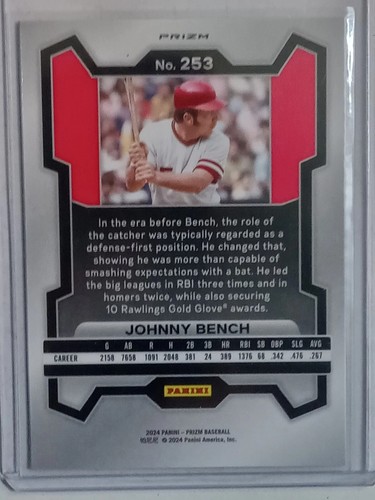 PRIZM
No. 253
In the era before Bench, the role of
the catcher was typically regarded as a
defense-first position. He changed that,
showing he was more than capable of
smashing expectations with a bat. He led
the big leagues in RBI three times and in
homers twice, while also securing
10 Rawlings Gold Glove® awards.
JOHNNY BENCH
G AB R H 2B 3B HR RBI SB OBP SLG AVG
CAREER 2158 7658 1091 2048 381 24 389 1376 68 .342 .476 .267
PANINI
2024 PANINI – PRIZM BASEBALL
© 2024 Panini America, Inc.